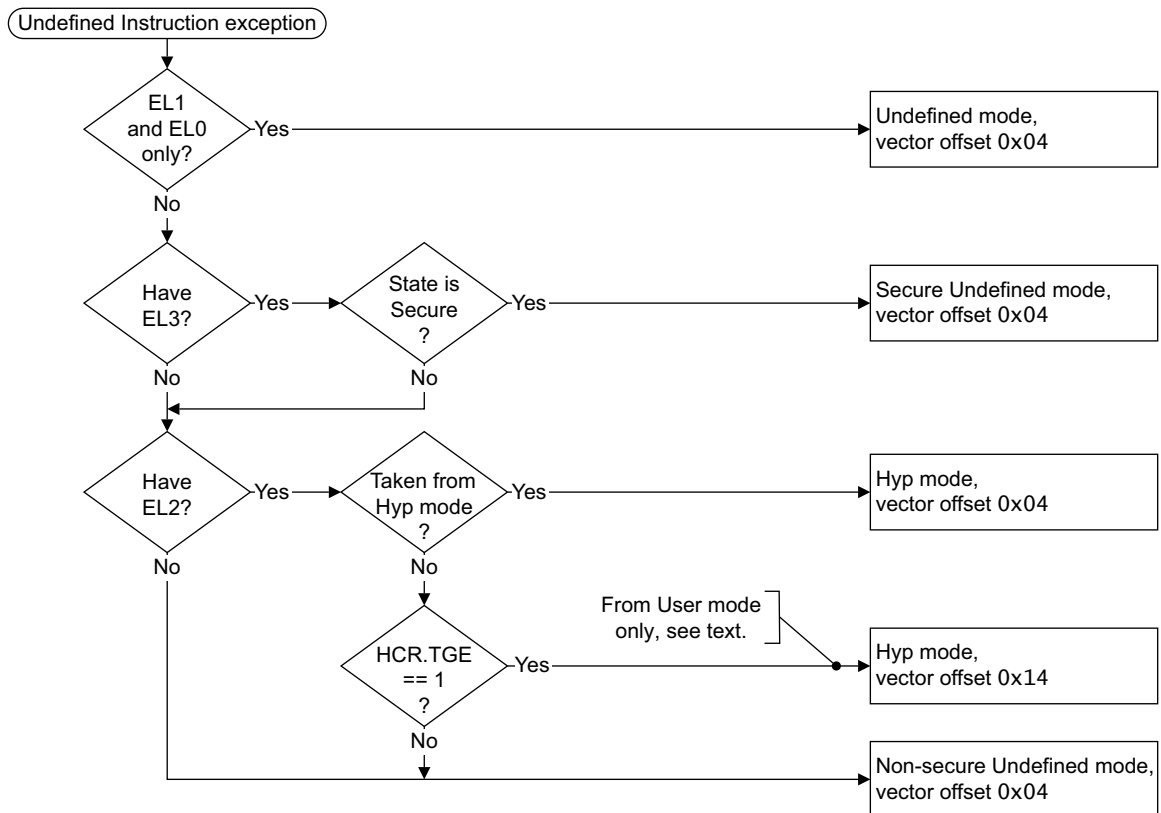 Undefined Instruction exception
EL1
and EL0
only?
Yes
Undefined mode,
vector offset 0x04
No
Have
EL3?
Yes
State is
Secure
?
Yes
Secure Undefined mode,
vector offset 0x04
No
No
Have
EL2?
Yes
Taken from
Hyp mode
?
Yes
Hyp mode,
vector offset 0x04
No
No
From User mode
only, see text.
HCR.TGE
== 1
?
Yes
Hyp mode,
vector offset 0x14
No
Non-secure Undefined mode,
vector offset 0x04